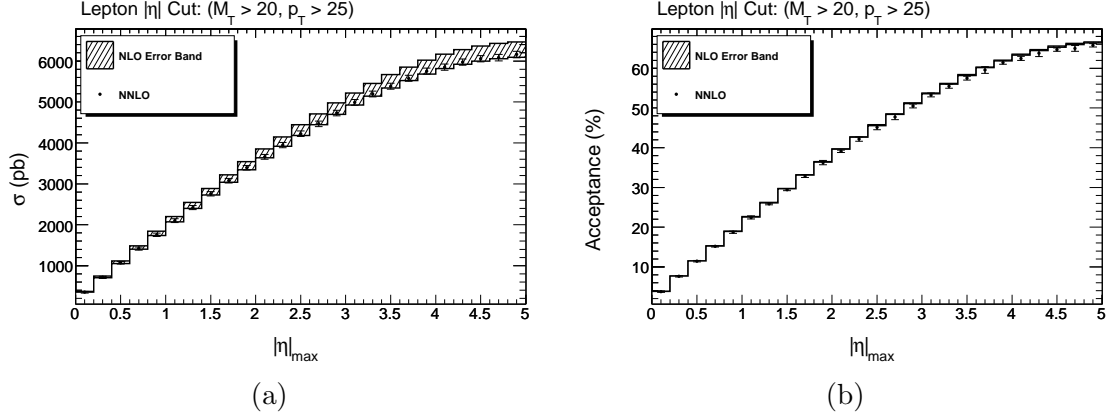 Lepton |η| Cut: (M_T > 20, p_T > 25)
NLO Error Band
NNLO
σ (pb)
6000
5000
4000
3000
2000
1000
0 0.5 1 1.5 2 2.5 3 3.5 4 4.5 5
|η|_max
(a)
Lepton |η| Cut: (M_T > 20, p_T > 25)
NLO Error Band
NNLO
Acceptance (%)
60
50
40
30
20
10
0 0.5 1 1.5 2 2.5 3 3.5 4 4.5 5
|η|_max
(b)